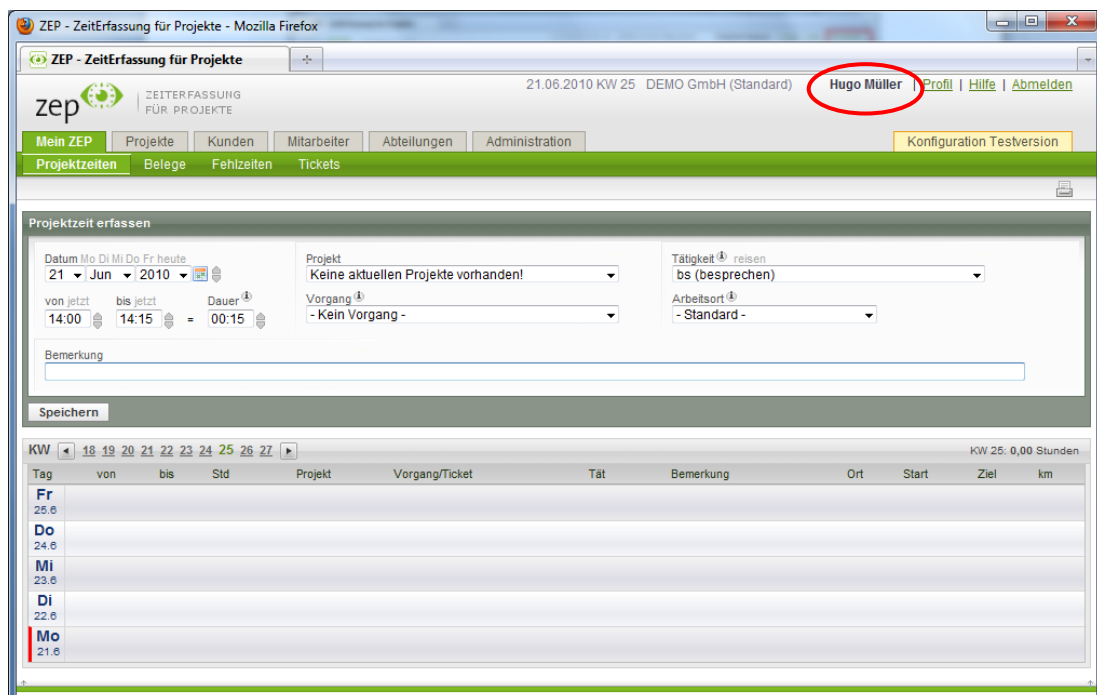 ZEP - ZeitErfassung für Projekte - Mozilla Firefox
ZEP - ZeitErfassung für Projekte
zep ZEITERFASSUNG FÜR PROJEKTE
21.06.2010 KW 25 DEMO GmbH (Standard) Hugo Müller | Profil | Hilfe | Abmelden
Mein ZEP Projekte Kunden Mitarbeiter Abteilungen Administration Konfiguration Testversion
Projektzeiten Belege Fehlzeiten Tickets
Projektzeit erfassen
Datum Mo Di Mi Do Fr heute Projekt Tätigkeit reisen
21 Jun 2010 Keine aktuellen Projekte vorhanden! bs (besprechen)
von jetzt bis jetzt Dauer Vorgang Arbeitsort
14:00 14:15 = 00:15 - Kein Vorgang - - Standard -
Bemerkung
Speichern
KW 18 19 20 21 22 23 24 25 26 27 KW 25: 0,00 Stunden
Tag von bis Std Projekt Vorgang/Ticket Tät Bemerkung Ort Start Ziel km
Fr
25.6
Do
24.6
Mi
23.6
Di
22.6
Mo
21.6